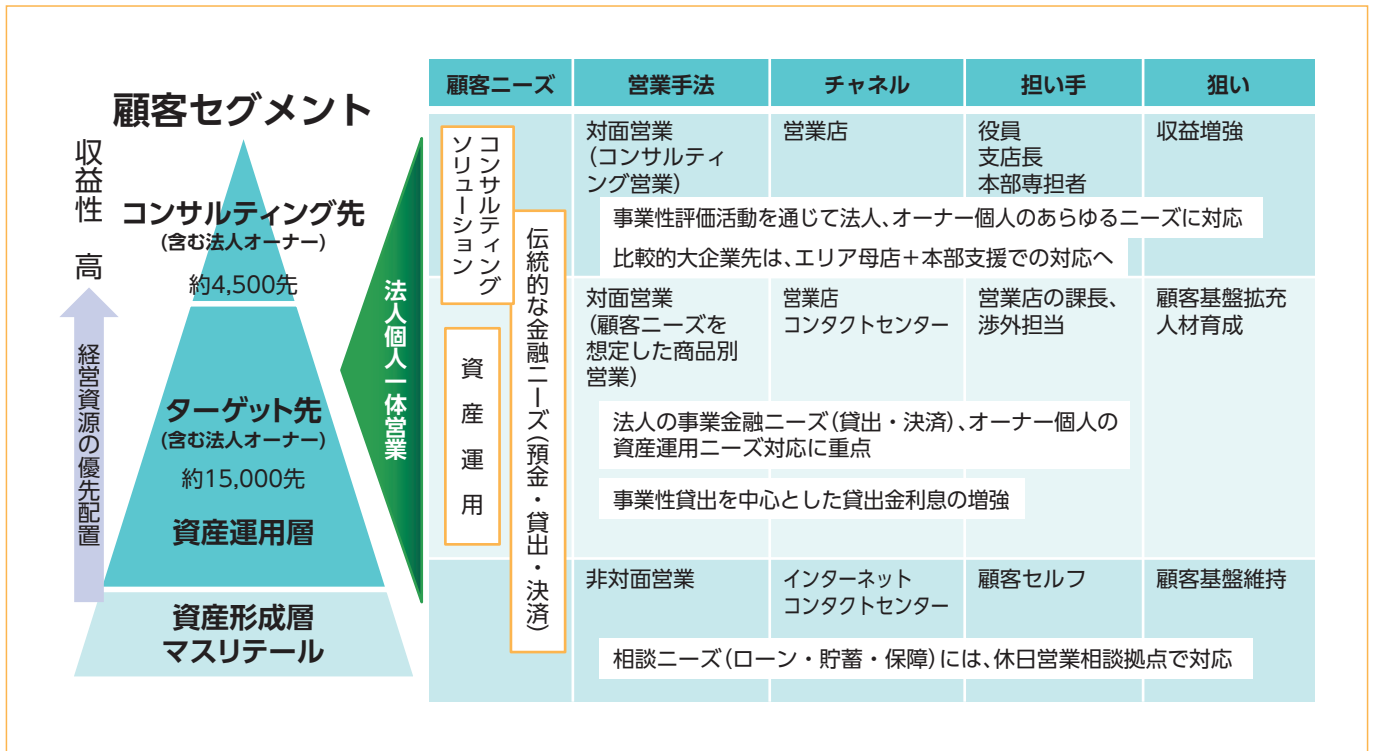 顧客セグメント
収益性 高
経営資源の優先配置
コンサルティング先
(含む法人オーナー)
約4,500先
ターゲット先
(含む法人オーナー)
約15,000先
資産運用層
資産形成層
マスリテール
法人個人一体営業
顧客ニーズ
営業手法
チャネル
担い手
狙い
コンサルティング
ソリューション
資産運用
伝統的な金融ニーズ(預金・貸出・決済)
対面営業
(コンサルティ
ング営業)
営業店
役員
支店長
本部専担者
収益増強
事業性評価活動を通じて法人、オーナー個人のあらゆるニーズに対応
比較的大企業先は、エリア母店+本部支援での対応へ
対面営業
(顧客ニーズを
想定した商品別
営業)
営業店
コンタクトセンター
営業店の課長、
渉外担当
顧客基盤拡充
人材育成
法人の事業金融ニーズ(貸出・決済)、オーナー個人の
資産運用ニーズ対応に重点
事業性貸出を中心とした貸出金利息の増強
非対面営業
インターネット
コンタクトセンター
顧客セルフ
顧客基盤維持
相談ニーズ(ローン・貯蓄・保障)には、休日営業相談拠点で対応